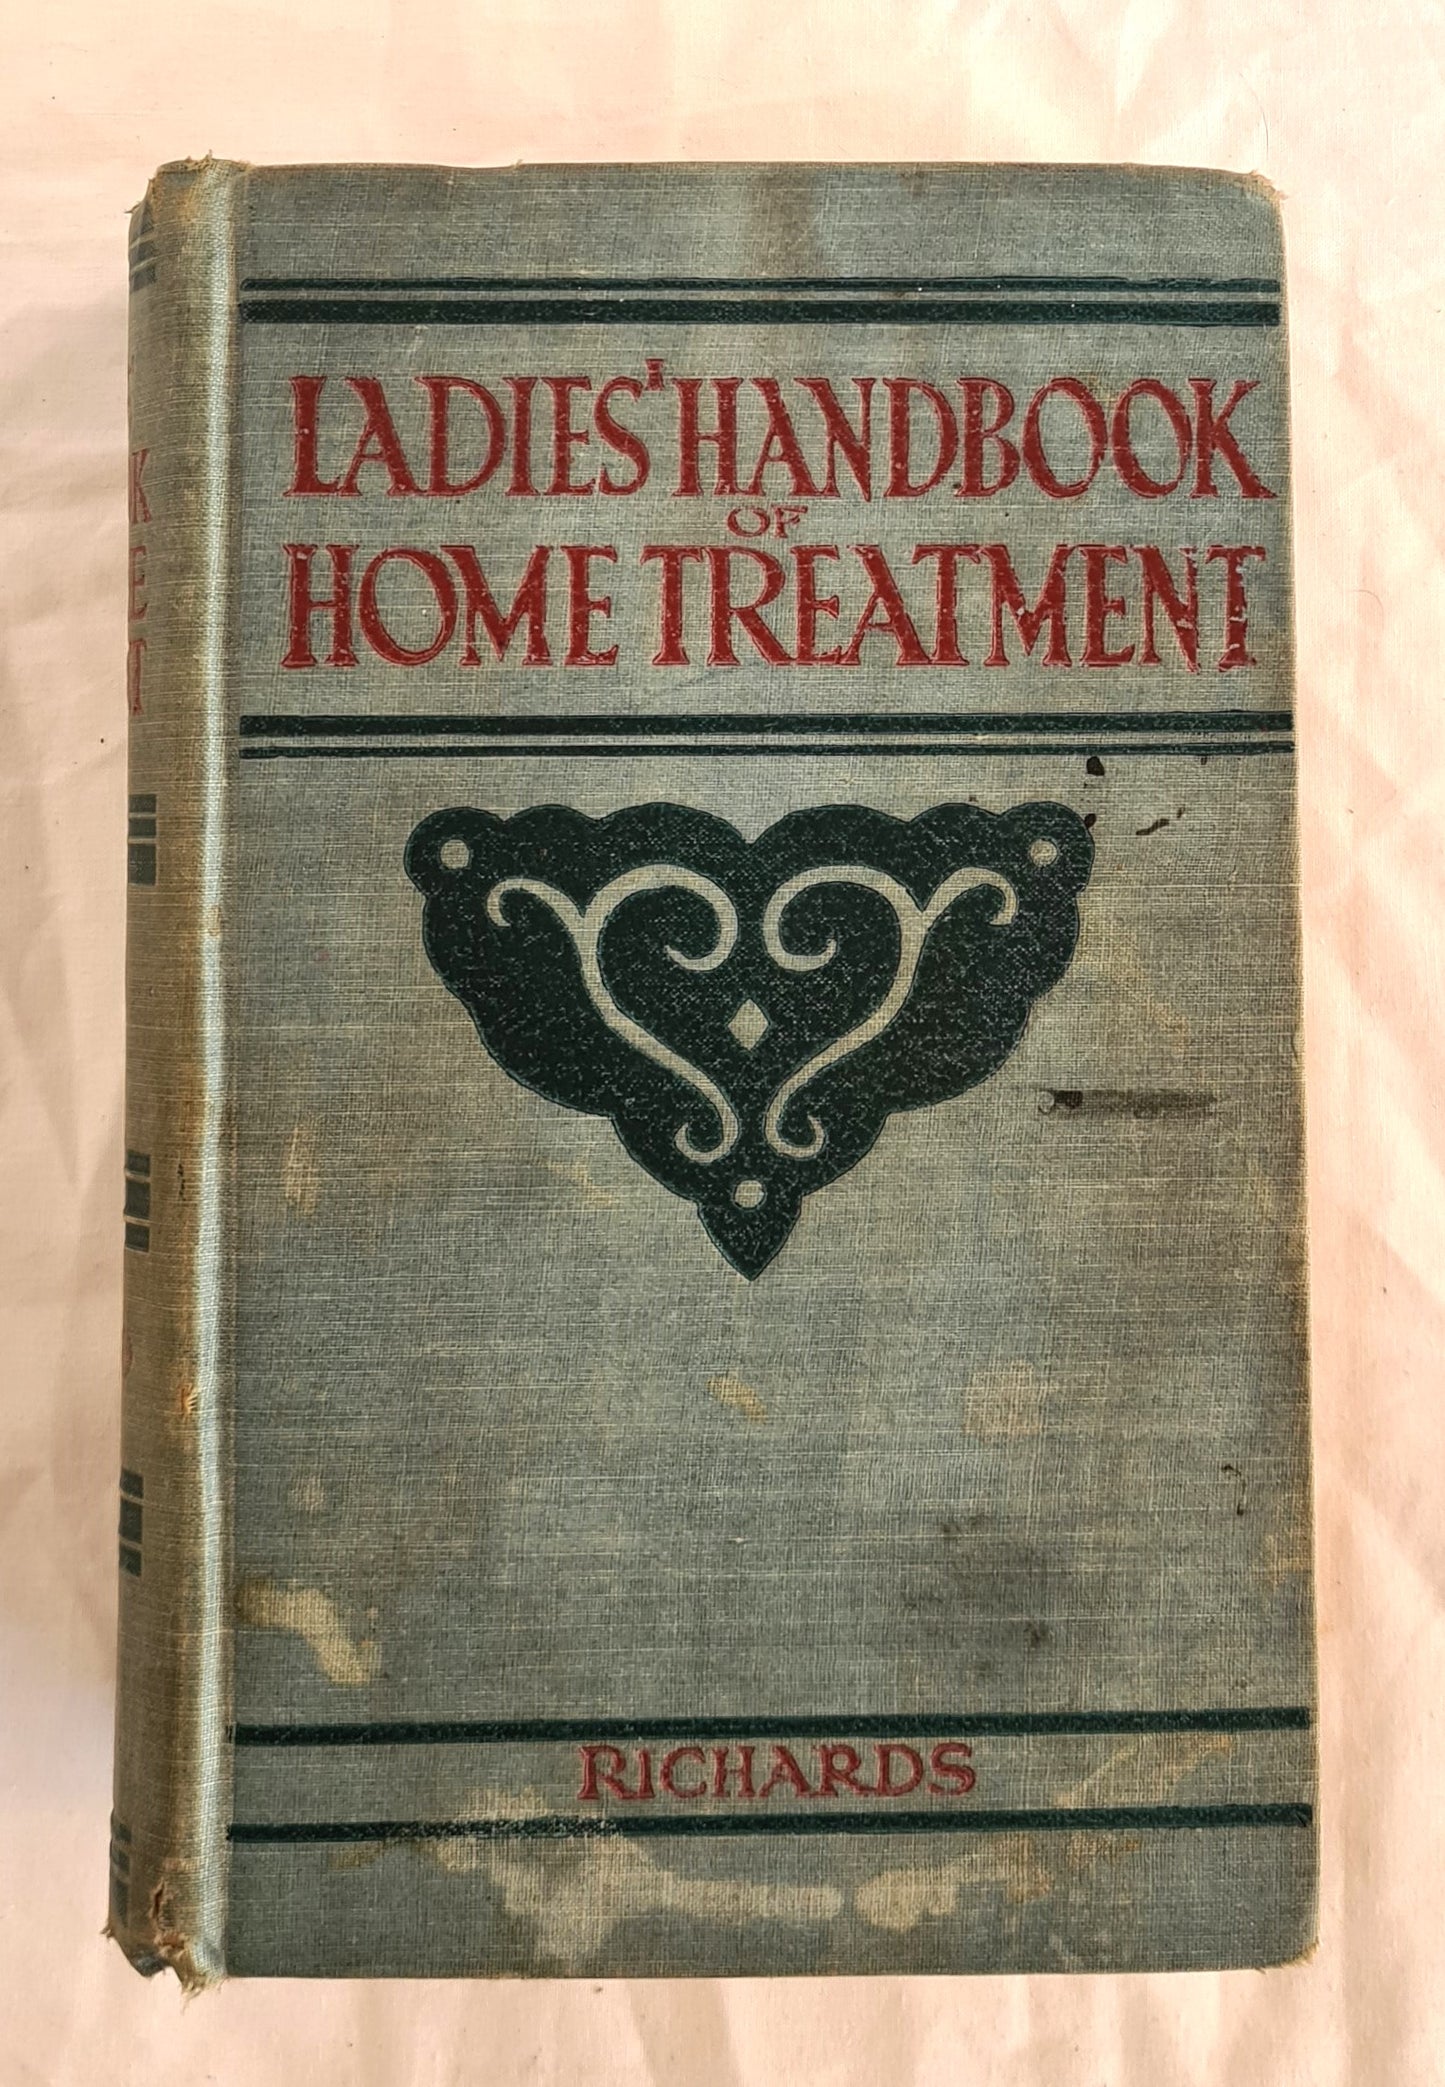 LADIES' HANDBOOK
OF
HOME TREATMENT
RICHARDS